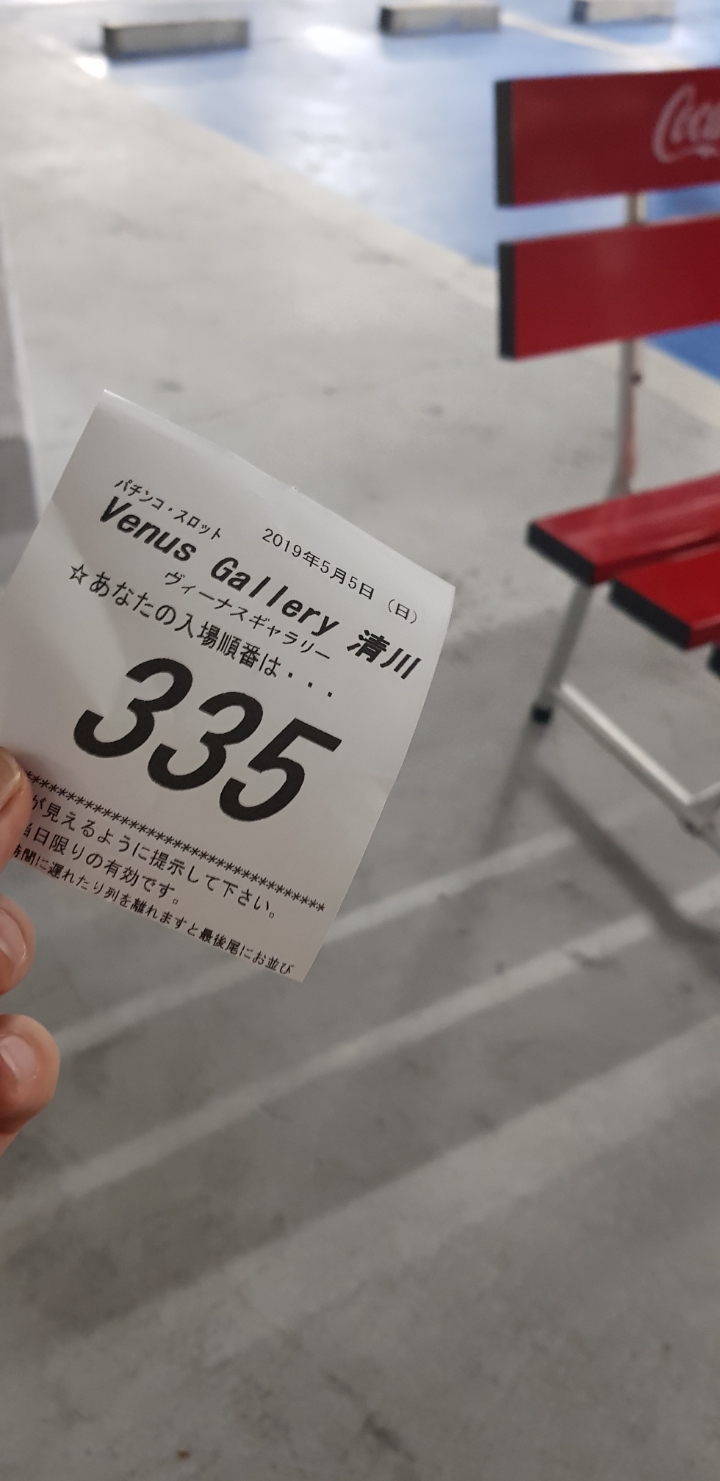 パチンコ・スロット 2019年5月5日（日）
Venus Gallery 清川
ヴィーナスギャラリー
☆あなたの入場順番は・・・
335
******************************
が見えるように提示して下さい。
当日限りの有効です。
時間に遅れたり列を離れますと最後尾にお並び
Coca